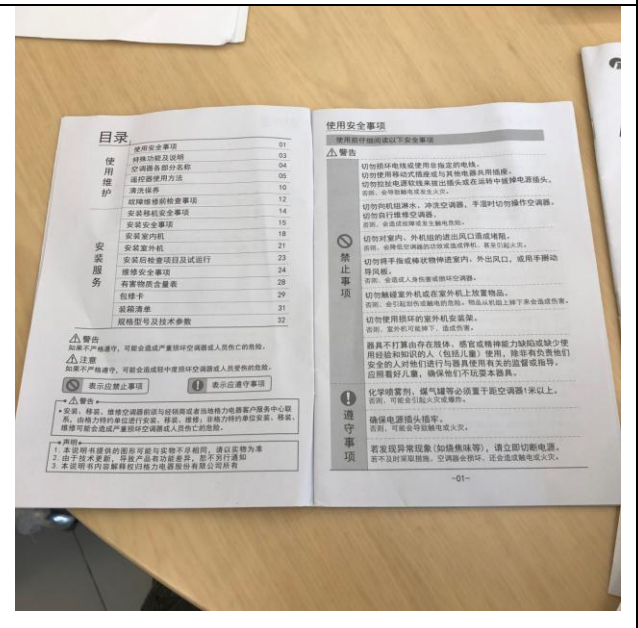 目录
使用维护
使用安全事项 01
特殊功能及说明 03
空调器各部分名称 04
遥控器使用方法 05
清洗保养 10
故障维修前检查事项 12
安装服务
安装移机安全事项 14
安装安全事项 15
安装室内机 18
安装室外机 21
安装后检查项目及试运行 23
维修安全事项 24
有害物质含量表 28
包修卡 29
装箱清单 31
规格型号及技术参数 32
警告
如果不严格遵守,可能会造成严重损坏空调器或人员伤亡的危险。
注意
如果不严格遵守,可能会造成轻中度损坏空调器或人员受伤的危险。
表示应禁止事项
表示应遵守事项
警告
安装、移装、维修空调器前请与经销商或者当地格力电器客户服务中心联
系,由格力特约单位进行安装、移装、维修;非格力特约单位安装、移装、
维修可能会造成严重损坏空调器或人员伤亡的危险。
声明
1. 本说明书提供的图形可能与实物不尽相同,请以实物为准
2. 由于技术更新,导致产品有功能差异,恕不另行通知
3. 本说明书内容解释权归格力电器股份有限公司所有
使用安全事项
使用前仔细阅读以下安全事项
警告
禁止事项
切勿损坏电线或使用非指定的电线。
切勿使用移动式插座或与其他电器共用插座。
切勿拉扯电源软线来拔出插头或在运转中拔掉电源插头。
否则,会导致触电或发生火灾。
切勿向机组淋水、冲洗空调器、手湿时切勿操作空调器。
切勿自行维修空调器。
否则,会造成故障或发生触电危险。
切勿对室内、外机组的进出风口造成堵陷。
否则,会降低空调器的功效或造成停机,甚至引起火灾。
切勿将手指或棒状物伸进室内、外出风口,或用手搬动
导风板。
否则,会造成人身伤害或损坏空调器。
切勿触碰室外机或在室外机上放置物品。
否则,会引起划伤或触电的危险。物品从机组上掉下来会造成伤害。
切勿使用损坏的室外机安装架。
否则,室外机可能掉下,造成伤害。
器具不打算由存在肢体、感官或精神能力缺陷或缺少使
用经验和知识的人(包括儿童)使用,除非有负责他们
安全的人对他们进行与器具使用有关的监督或指导。
应照看好儿童,确保他们不玩耍本器具。
遵守事项
化学喷雾剂、煤气罐等必须置于距空调器1米以上。
否则,可能会引起火灾或爆炸。
确保电源插头插牢。
否则,可能会导致触电或火灾。
若发现异常现象(如烧焦味等),请立即切断电源。
若不及时采取措施,空调器会损坏,还会造成触电或火灾。
-01-